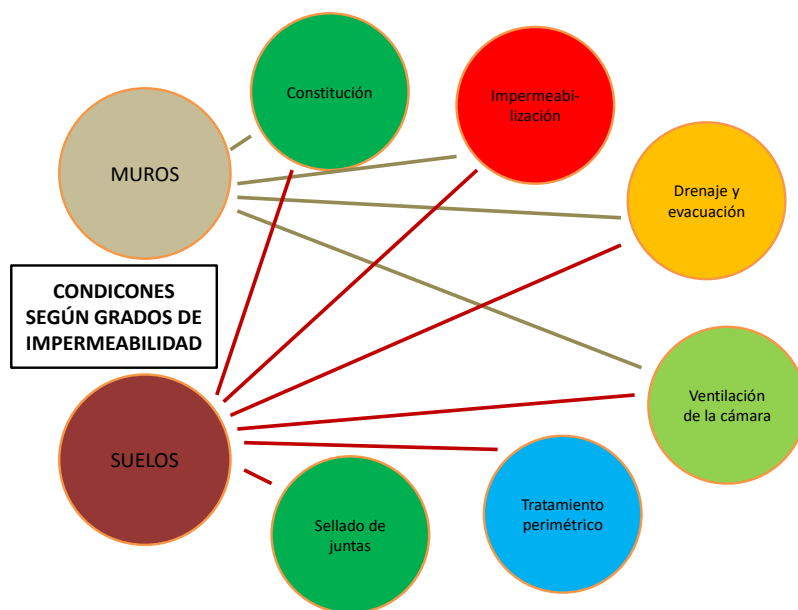 Constitución
Impermeabi-
lización
MUROS
Drenaje y
evacuación
CONDICONES
SEGÚN GRADOS DE
IMPERMEABILIDAD
Ventilación
de la cámara
SUELOS
Tratamiento
perimétrico
Sellado de
juntas